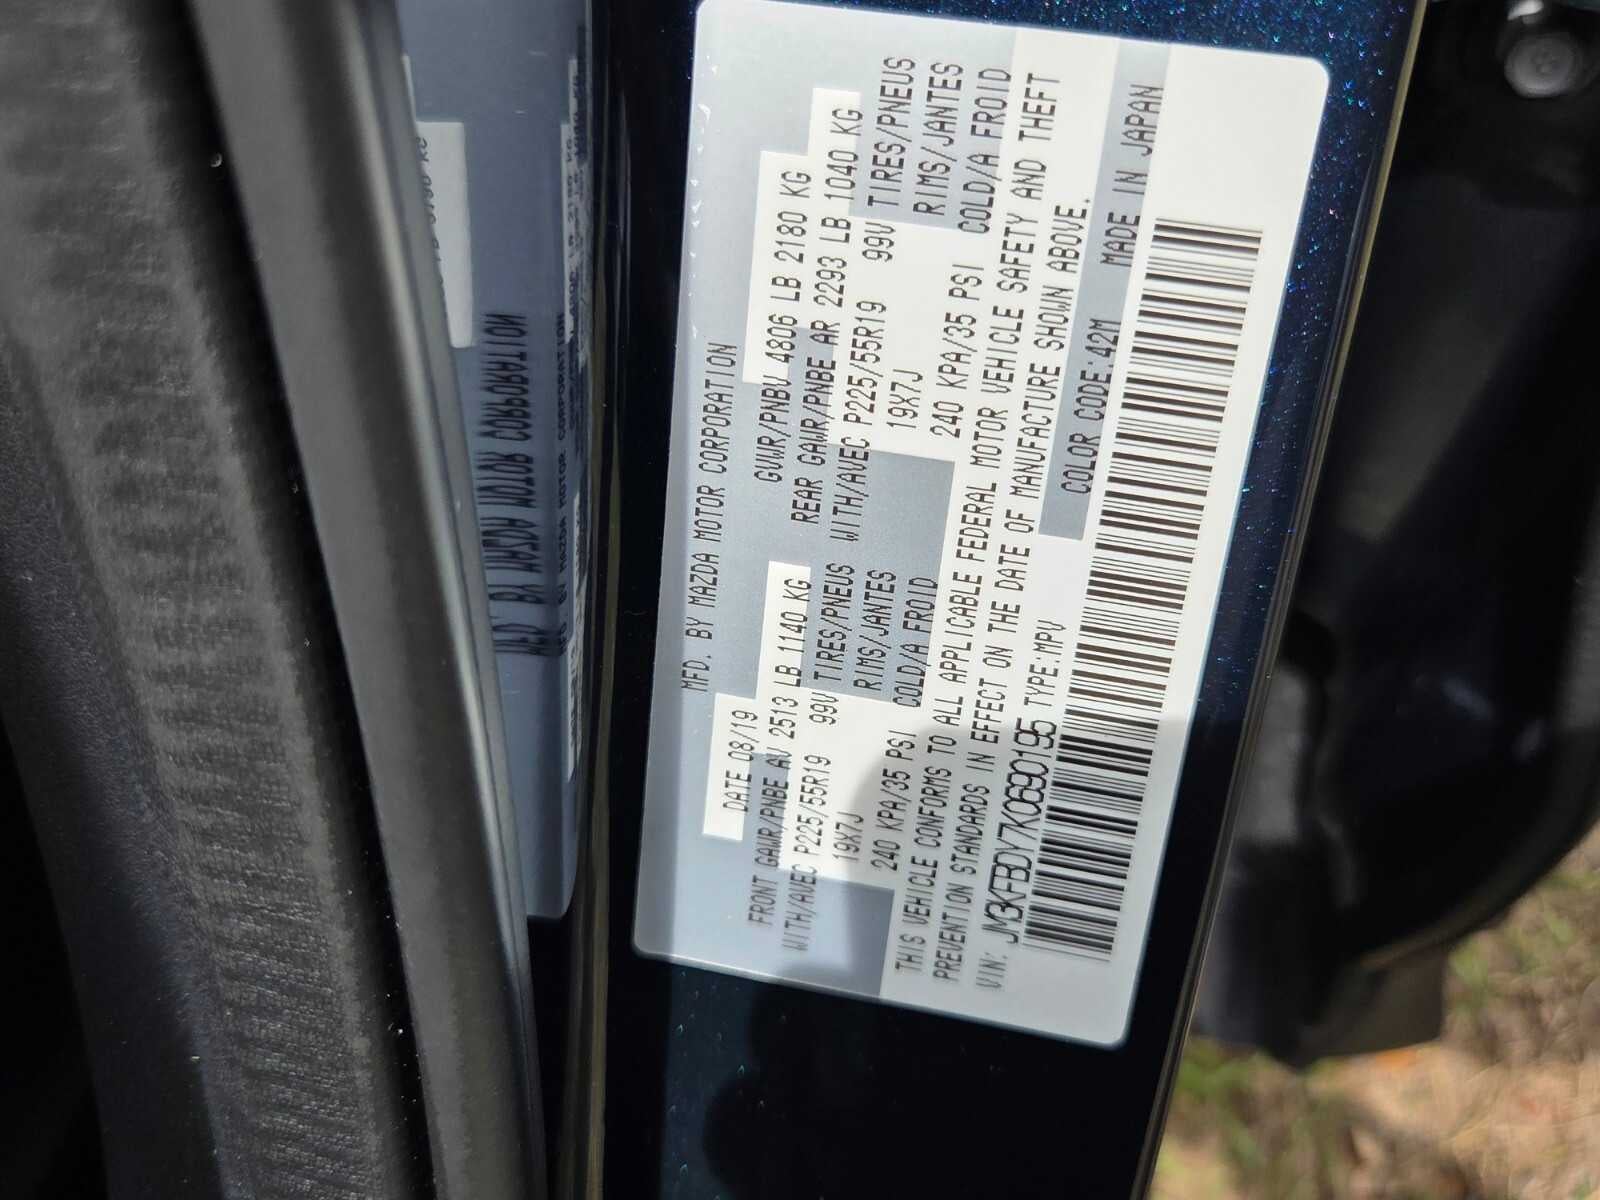 MFD. BY MAZDA MOTOR CORPORATION
DATE 08/19 GVWR/PNBV 4806 LB 2180 KG
FRONT GAWR/PNBE AV 2513 LB 1140 KG REAR GAWR/PNBE AR 2293 LB 1040 KG
WITH/AVEC P225/55R19 99V TIRES/PNEUS WITH/AVEC P225/55R19 99V TIRES/PNEUS
19X7J RIMS/JANTES 19X7J RIMS/JANTES
240 KPA/35 PSI COLD/A FROID 240 KPA/35 PSI COLD/A FROID
THIS VEHICLE CONFORMS TO ALL APPLICABLE FEDERAL MOTOR VEHICLE SAFETY AND THEFT
PREVENTION STANDARDS IN EFFECT ON THE DATE OF MANUFACTURE SHOWN ABOVE.
VIN: JM3KFBDY7K0690195 TYPE:MPV COLOR CODE:42M MADE IN JAPAN